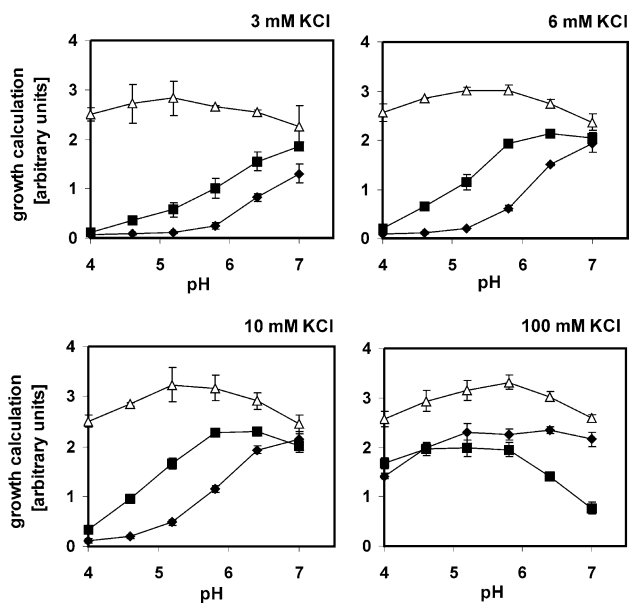 3 mM KCl
6 mM KCl
growth calculation
[arbitrary units]
4
3
2
1
0
4 5 6 7
pH
4
3
2
1
0
4 5 6 7
pH
10 mM KCl
100 mM KCl
growth calculation
[arbitrary units]
4
3
2
1
0
4 5 6 7
pH
4
3
2
1
0
4 5 6 7
pH